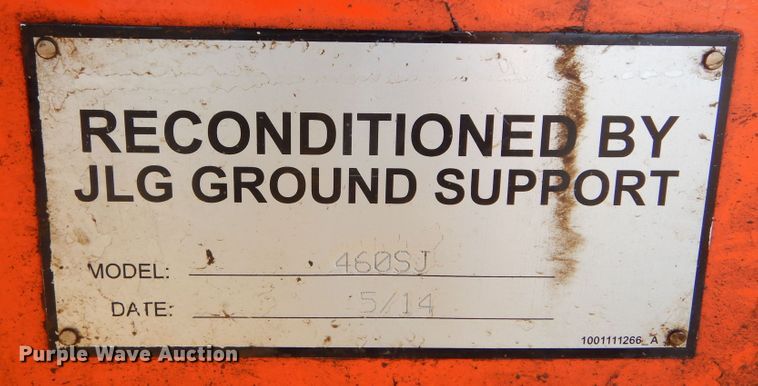 RECONDITIONED BY
JLG GROUND SUPPORT
MODEL: 460SJ
DATE: 5/14
1001111266_A
Purple Wave Auction